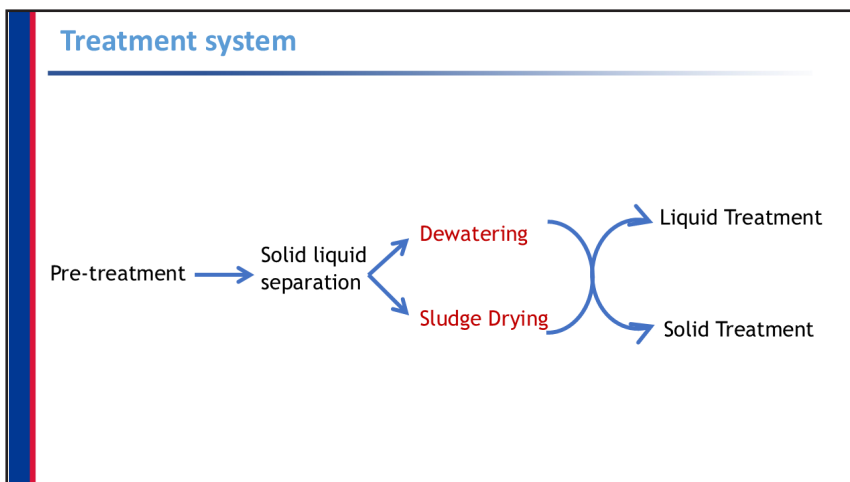 Treatment system
Pre-treatment
Solid liquid
separation
Dewatering
Sludge Drying
Liquid Treatment
Solid Treatment